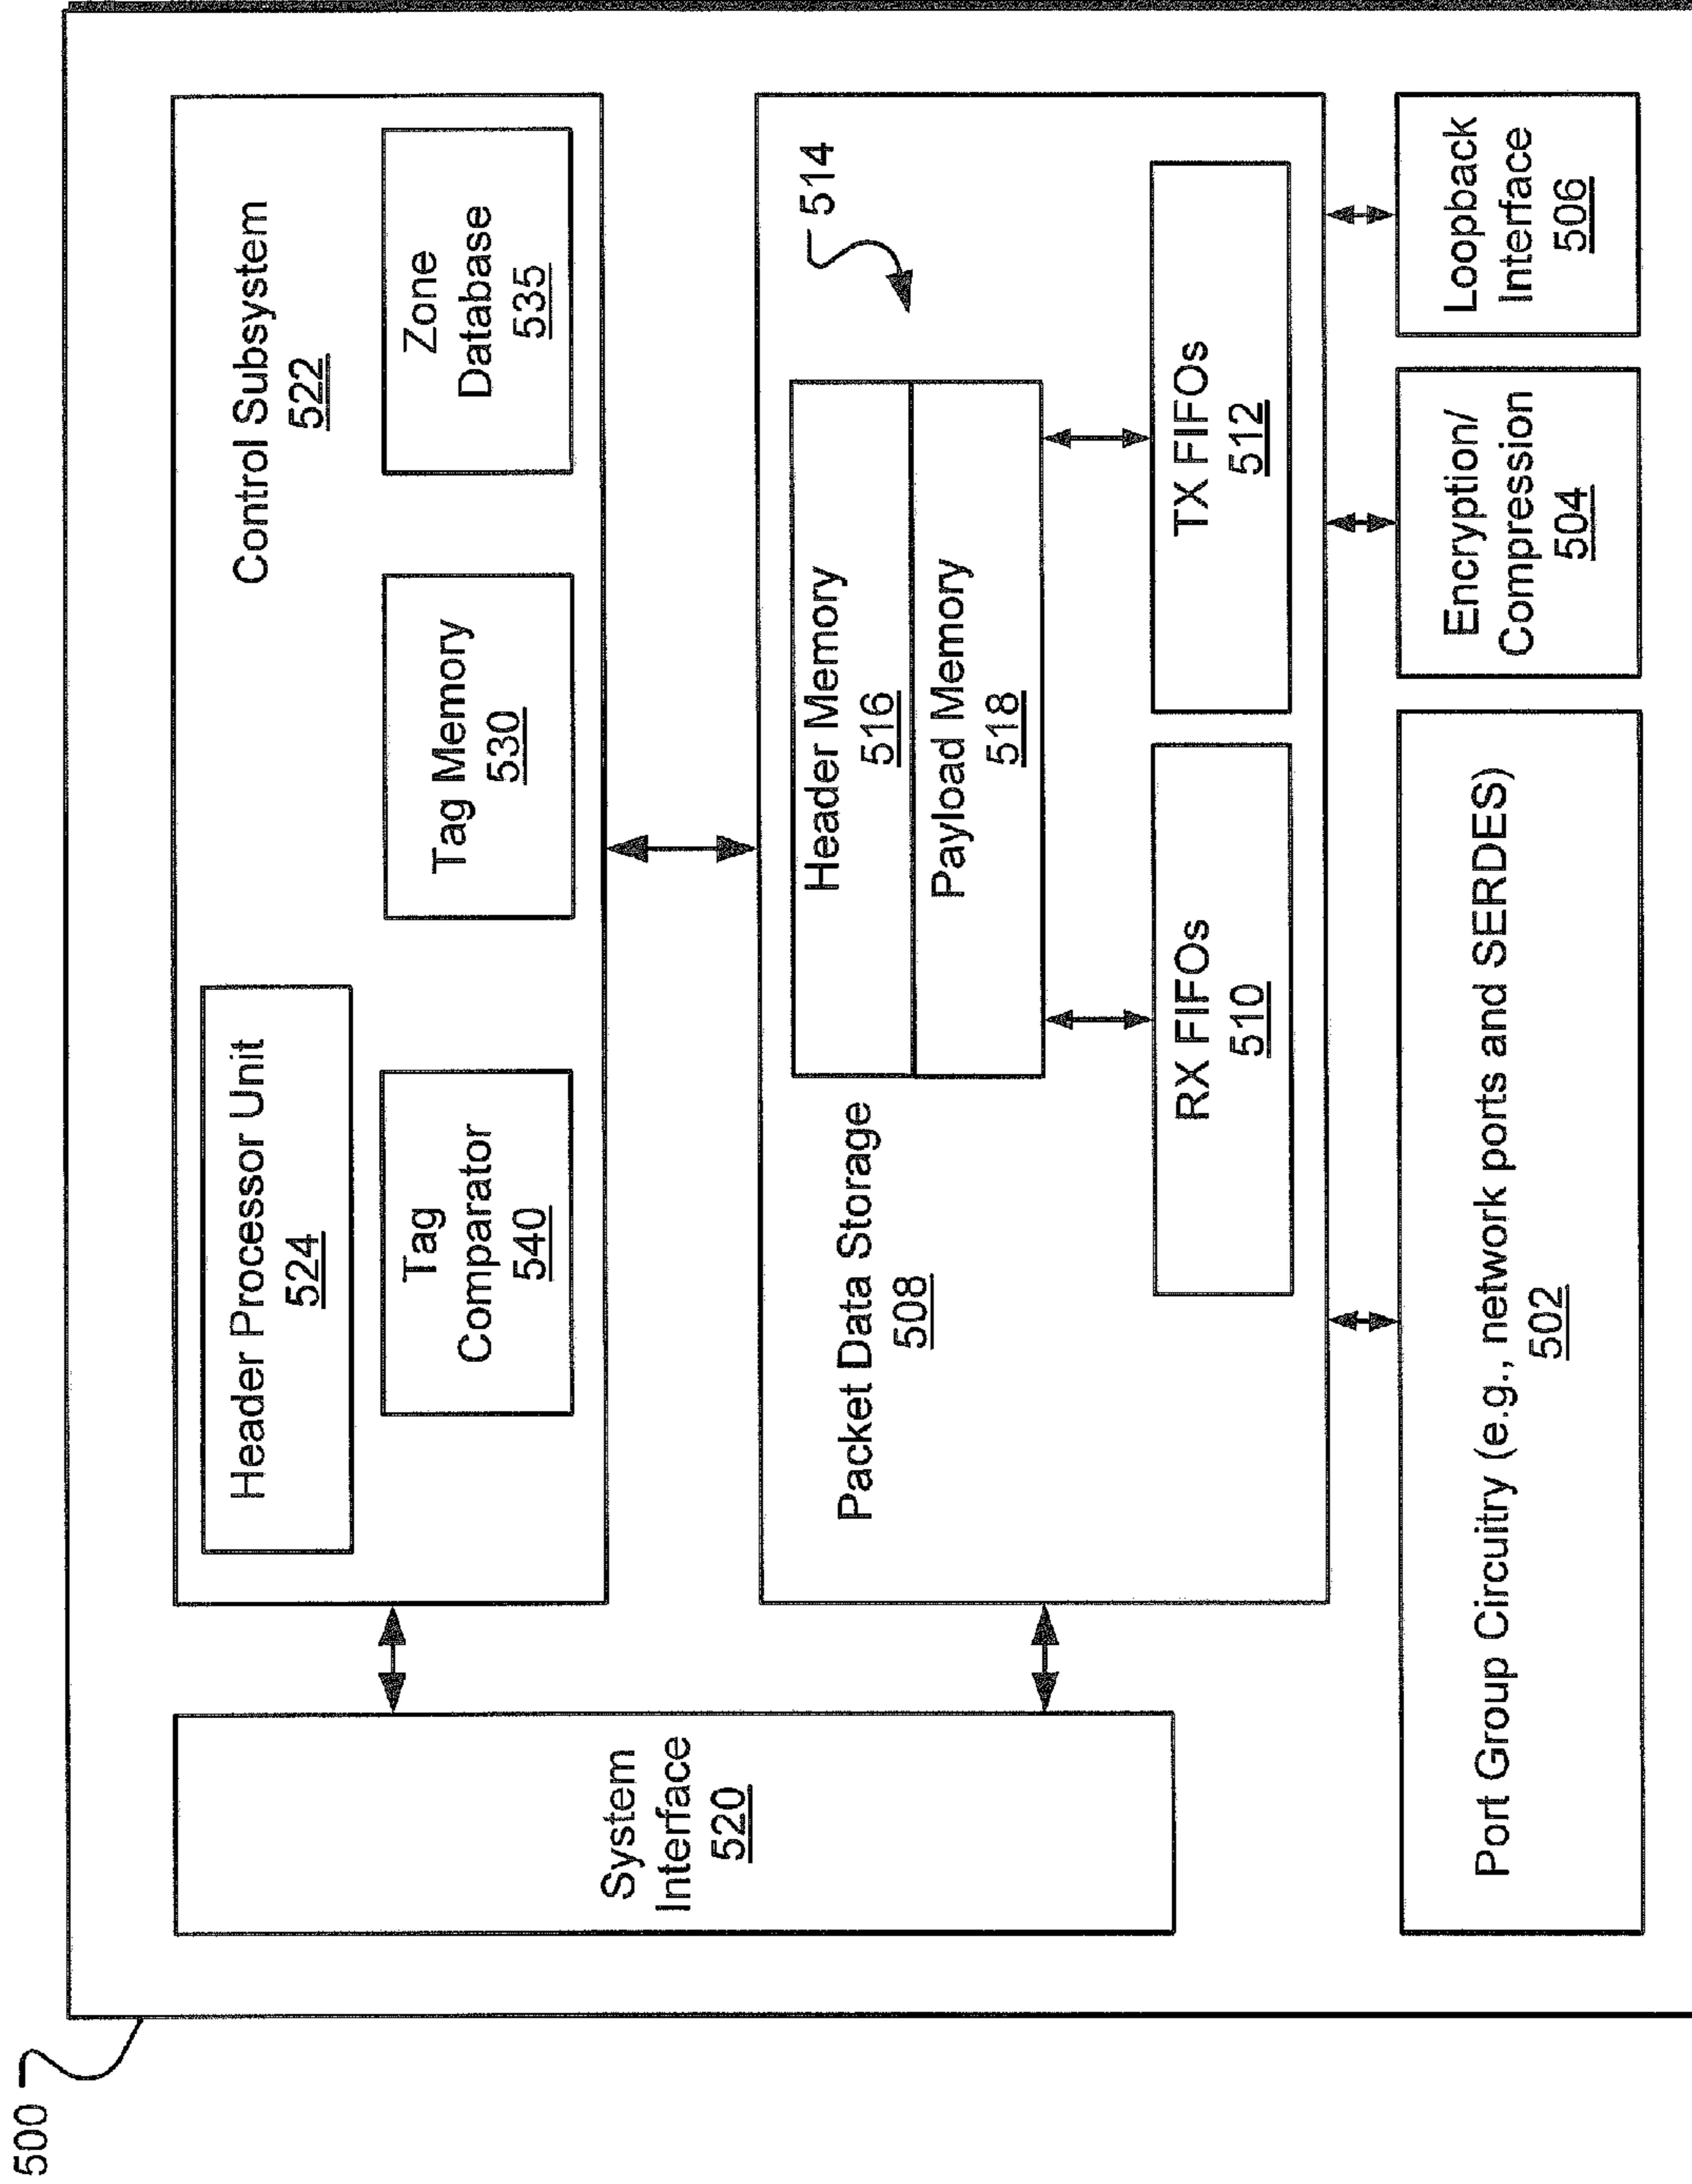 500
Control Subsystem
522
Header Processor Unit
524
Tag
Comparator
540
Tag Memory
530
Zone
Database
535
System
Interface
520
Packet Data Storage
508
514
Header Memory
516
Payload Memory
518
RX FIFOs
510
TX FIFOs
512
Port Group Circuitry (e.g., network ports and SERDES)
502
Encryption/
Compression
504
Loopback
Interface
506